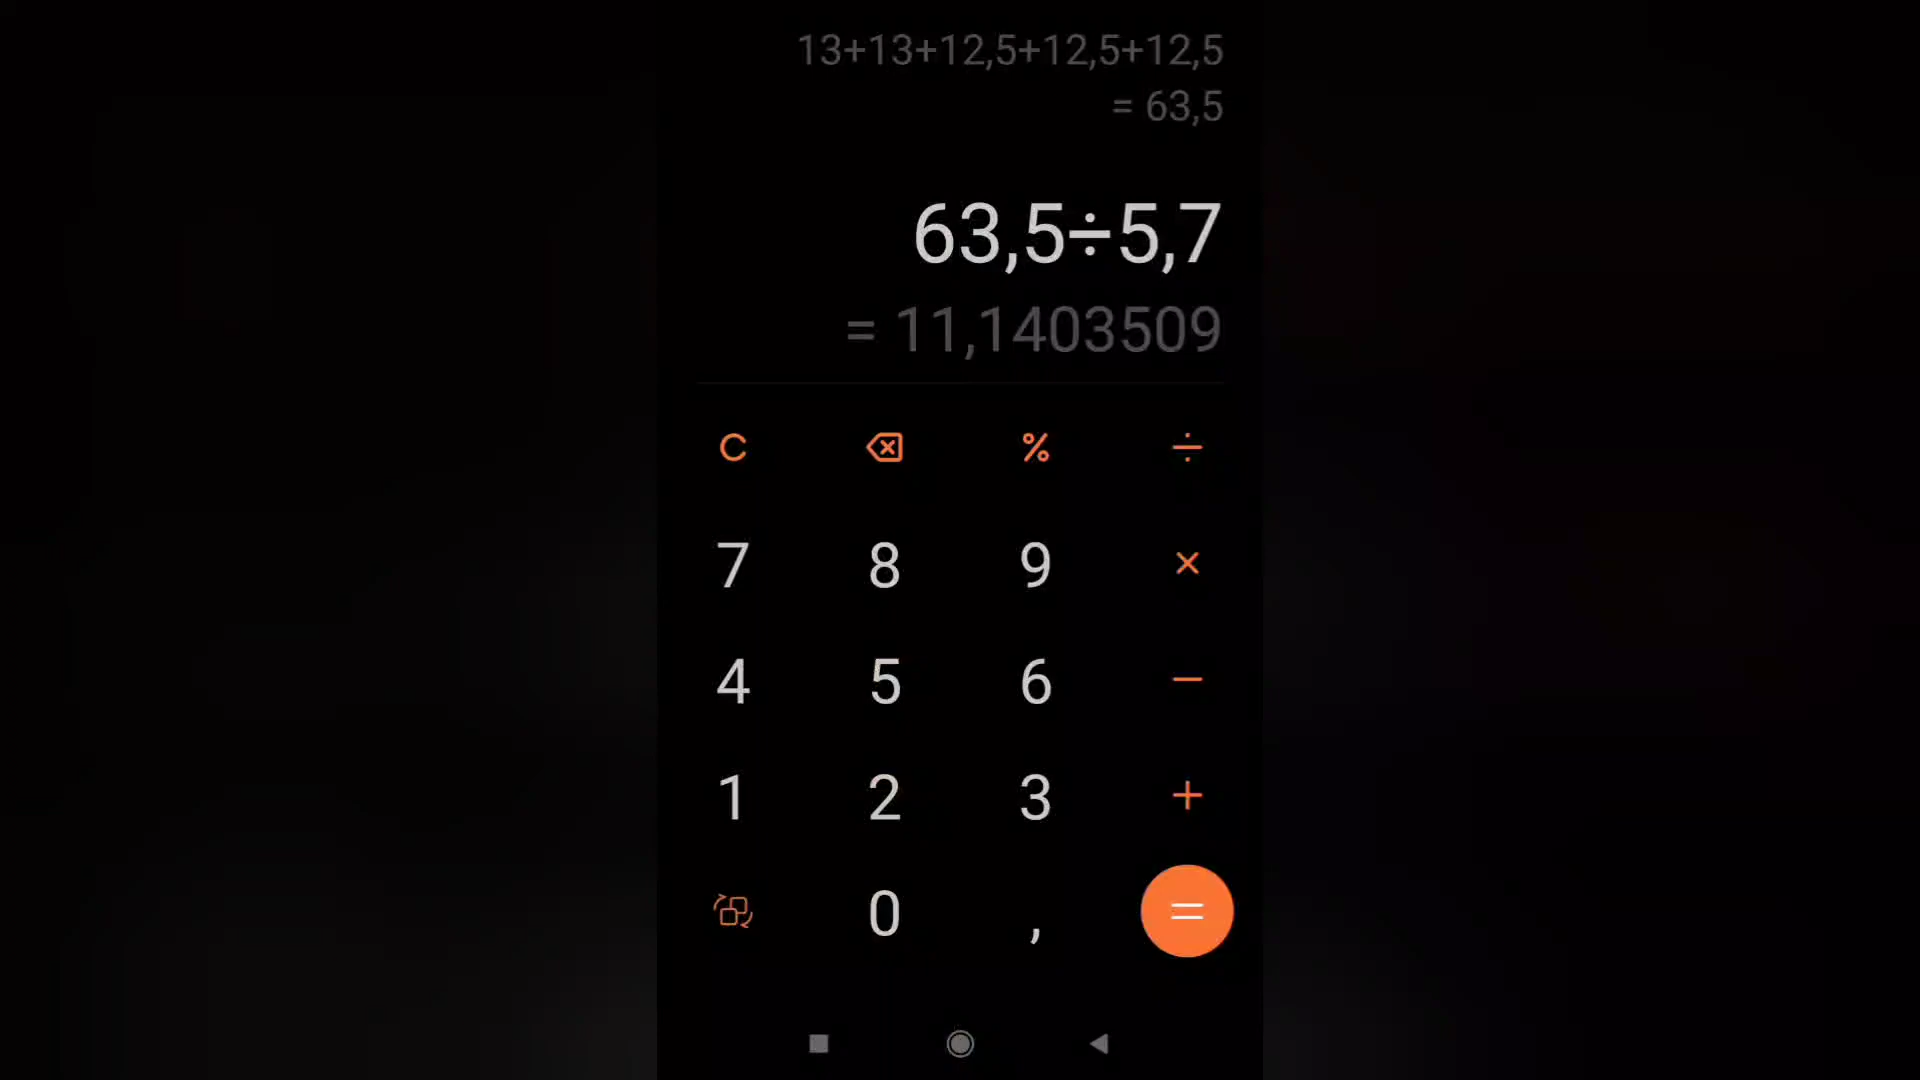 13+13+12,5+12,5+12,5
= 63,5
63,5÷5,7
= 11,1403509
C % ÷
7 8 9 ×
4 5 6 −
1 2 3 +
0 , =